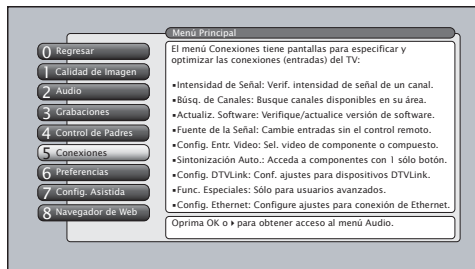 Menú Principal
0 Regresar
1 Calidad de Imagen
2 Audio
3 Grabaciones
4 Control de Padres
5 Conexiones
6 Preferencias
7 Config. Asistida
8 Navegador de Web
El menú Conexiones tiene pantallas para especificar y
optimizar las conexiones (entradas) del TV:
▪Intensidad de Señal: Verif. intensidad de señal de un canal.
▪Búsq. de Canales: Busque canales disponibles en su área.
▪Actualiz. Software: Verifique/actualice versión de software.
▪Fuente de la Señal: Cambie entradas sin el control remoto.
▪Config. Entr. Video: Sel. video de componente o compuesto.
▪Sintonización Auto.: Acceda a componentes con 1 sólo botón.
▪Config. DTVLink: Conf. ajustes para dispositivos DTVLink.
▪Func. Especiales: Sólo para usuarios avanzados.
▪Config. Ethernet: Configure ajustes para conexión de Ethernet.
Oprima OK o ▸ para obtener acceso al menú Audio.